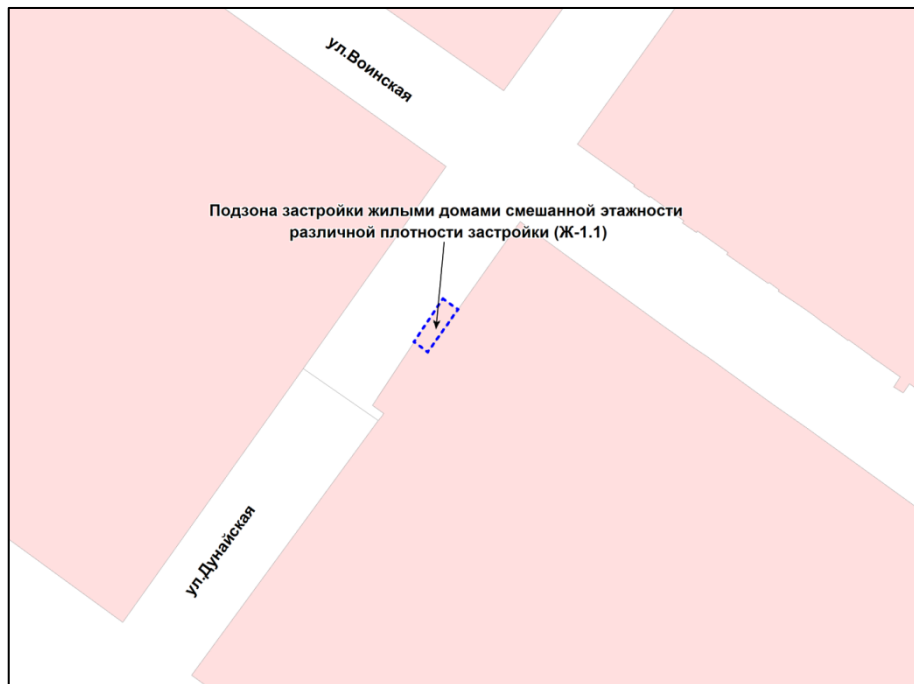 ул.Воинская
Подзона застройки жилыми домами смешанной этажности
различной плотности застройки (Ж-1.1)
ул.Дунайская